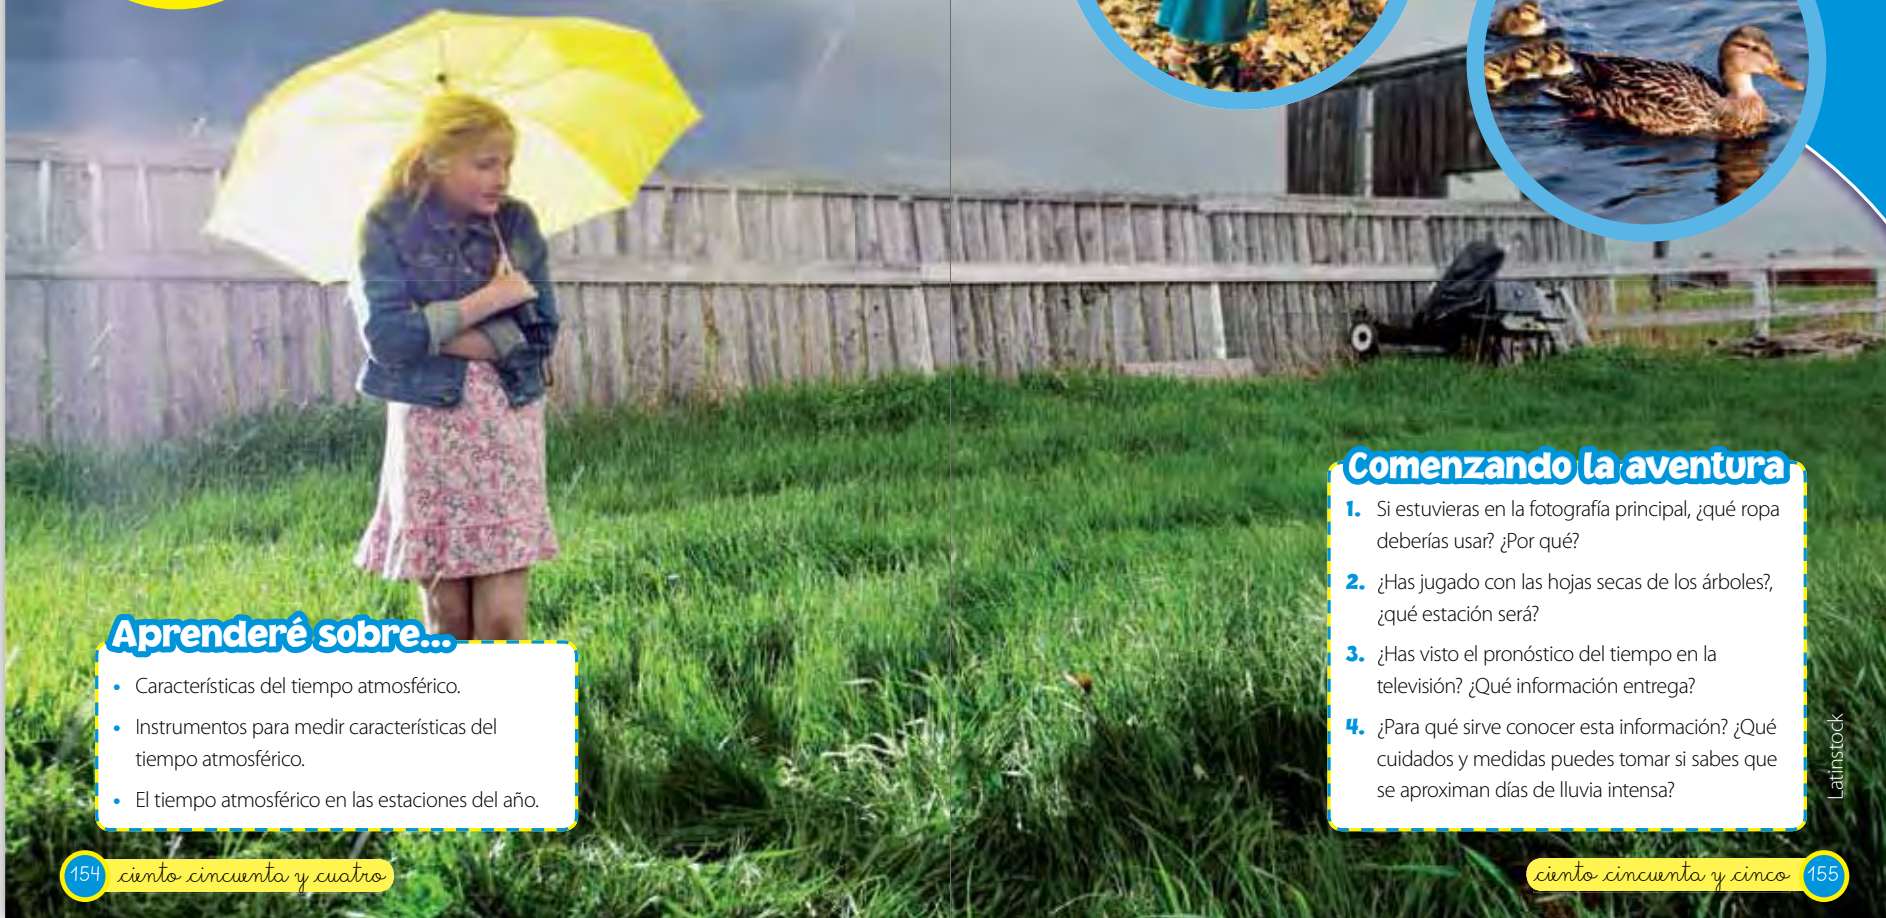 Aprenderé sobre...
• Características del tiempo atmosférico.
• Instrumentos para medir características del
tiempo atmosférico.
• El tiempo atmosférico en las estaciones del año.
154 ciento cincuenta y cuatro
Comenzando la aventura
1. Si estuvieras en la fotografía principal, ¿qué ropa
deberías usar? ¿Por qué?
2. ¿Has jugado con las hojas secas de los árboles?,
¿qué estación será?
3. ¿Has visto el pronóstico del tiempo en la
televisión? ¿Qué información entrega?
4. ¿Para qué sirve conocer esta información? ¿Qué
cuidados y medidas puedes tomar si sabes que
se aproximan días de lluvia intensa?
Latinstock
ciento cincuenta y cinco 155